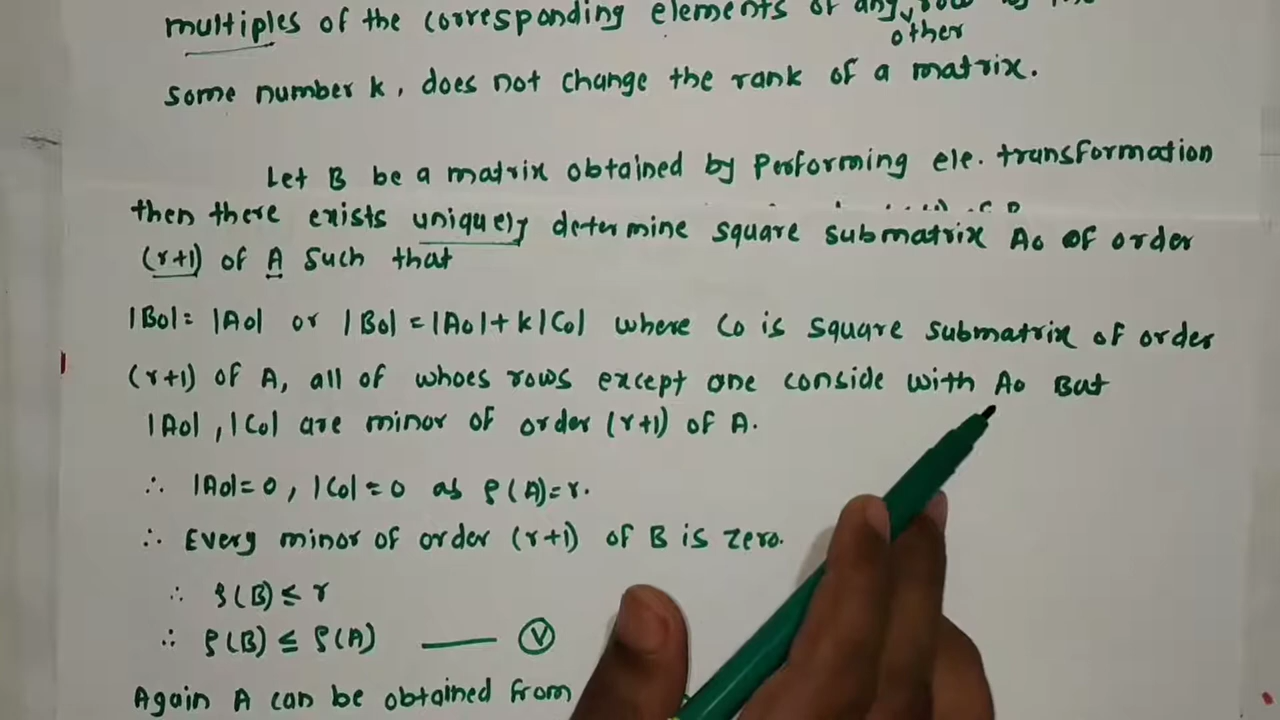 multiples of the corresponding elements of any row by
other
some number k, does not change the rank of a matrix.
Let B be a matrix obtained by Performing ele. transformation
then there exists uniquely determine square submatrix Ao of order
(r+1) of A such that
|Bo|= |Ao| or |Bo| = |Ao|+ k|Co| where Co is square submatrix of order
(r+1) of A, all of whoes rows except one conside with Ao But
|Ao| , |Co| are minor of order (r+1) of A.
∴ |Ao|=0 , |Co|=0 as ρ(A)=r.
∴ Every minor of order (r+1) of B is zero.
∴ ρ(B) ≤ r
∴ ρ(B) ≤ ρ(A) —— Ⓥ
Again A can be obtained from